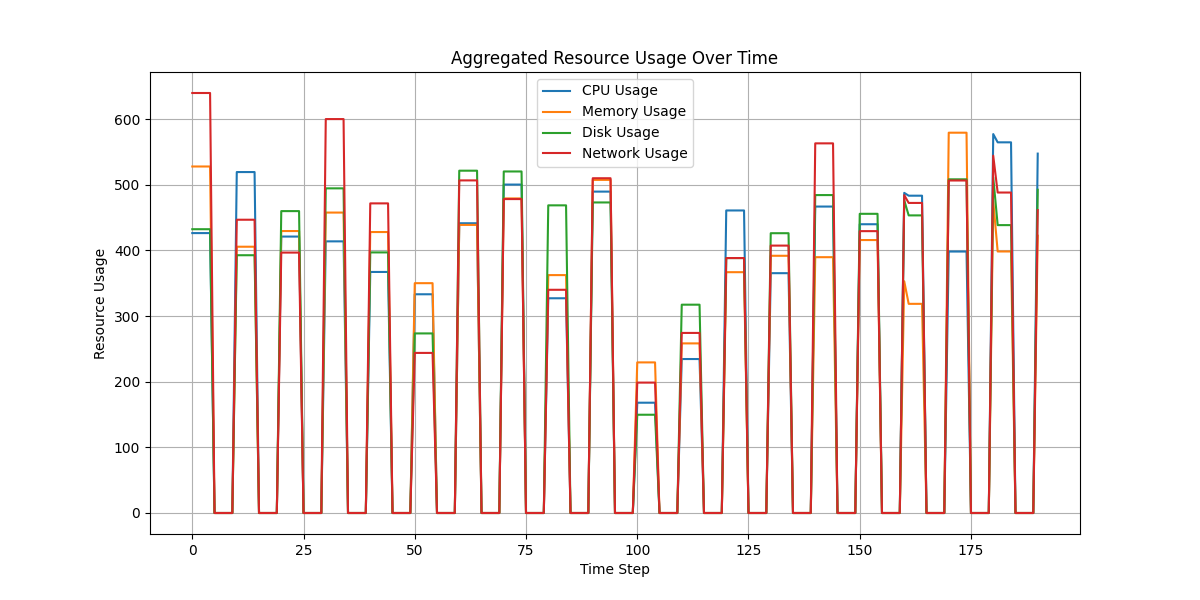 Aggregated Resource Usage Over Time
CPU Usage
Memory Usage
Disk Usage
Network Usage
Resource Usage
600
500
400
300
200
100
0
0 25 50 75 100 125 150 175
Time Step